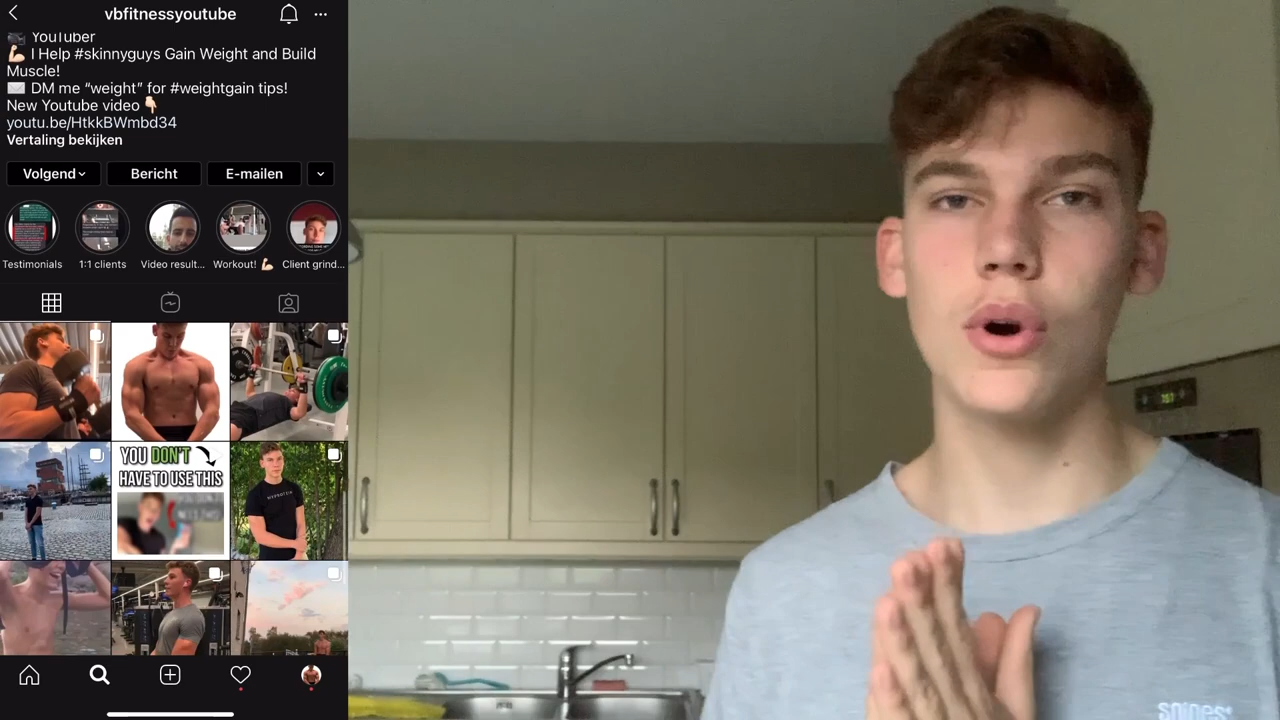 vbfitnessyoutube
YouTuber
I Help #skinnyguys Gain Weight and Build
Muscle!
DM me “weight” for #weightgain tips!
New Youtube video
youtu.be/HtkkBWmbd34
Vertaling bekijken
Volgend
Bericht
E-mailen
Testimonials
1:1 clients
Video result...
Workout!
Client grind...
YOU DON'T
HAVE TO USE THIS